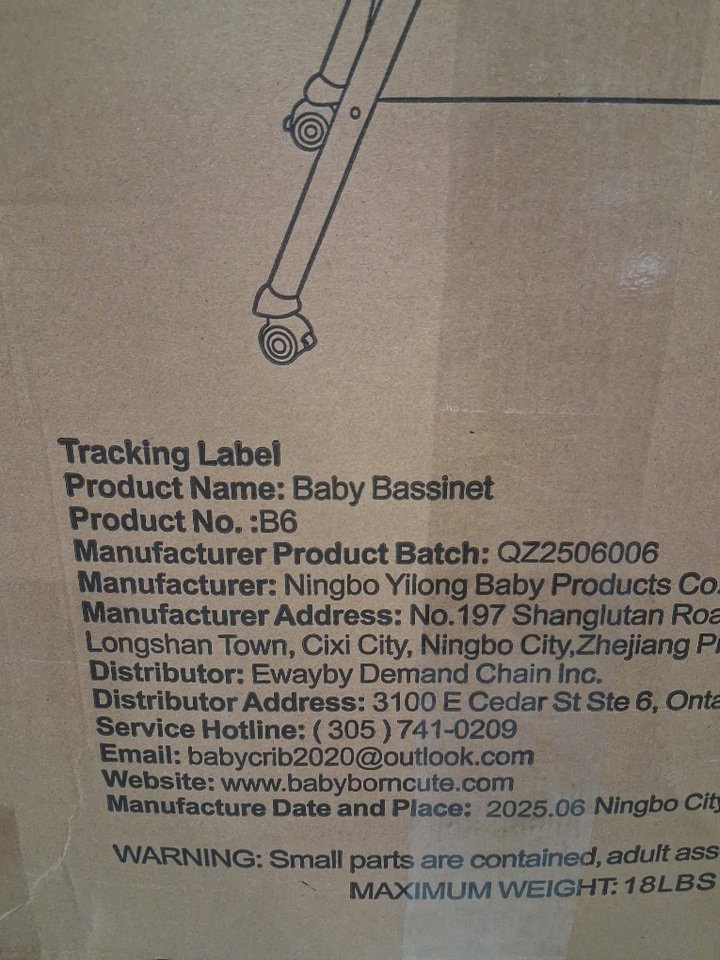 Tracking Label
Product Name: Baby Bassinet
Product No. :B6
Manufacturer Product Batch: QZ2506006
Manufacturer: Ningbo Yilong Baby Products Co.
Manufacturer Address: No.197 Shanglutan Roa
Longshan Town, Cixi City, Ningbo City,Zhejiang P
Distributor: Ewayby Demand Chain Inc.
Distributor Address: 3100 E Cedar St Ste 6, Onta
Service Hotline: ( 305 ) 741-0209
Email: babycrib2020@outlook.com
Website: www.babyborncute.com
Manufacture Date and Place: 2025.06 Ningbo City
WARNING: Small parts are contained, adult ass
MAXIMUM WEIGHT: 18LBS